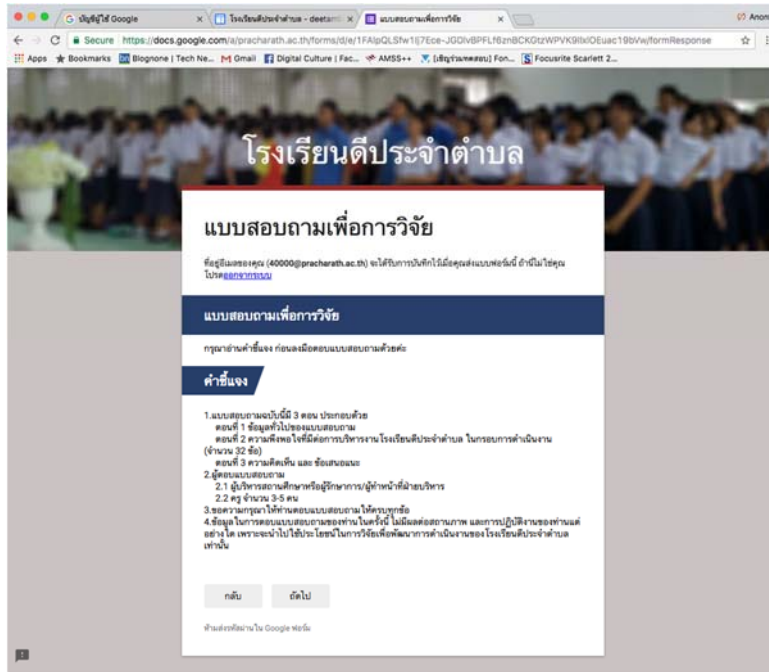 บัญชีผู้ใช้ Google
โรงเรียนดีประจำตำบล - deetamb
แบบสอบถามเพื่อการวิจัย
Anon
Secure https://docs.google.com/a/pracharath.ac.th/forms/d/e/
Apps Bookmarks Blognone | Tech Ne... Gmail Digital Culture | Fac... AMSS++ Fon... Focusrite Scarlett 2...
โรงเรียนดีประจำตำบล
แบบสอบถามเพื่อการวิจัย
ที่อยู่อีเมลของคุณ (40000@pracharath.ac.th) จะได้รับการบันทึกไว้เมื่อคุณส่งแบบฟอร์มนี้ ถ้านี่ไม่ใช่คุณ
โปรดออกจากระบบ
แบบสอบถามเพื่อการวิจัย
กรุณาอ่านคำชี้แจง ก่อนลงมือตอบแบบสอบถามด้วยค่ะ
คำชี้แจง
1.แบบสอบถามฉบับนี้มี 3 ตอน ประกอบด้วย
ตอนที่ 1 ข้อมูลทั่วไปของแบบสอบถาม
ตอนที่ 2 ความพึงพอใจที่มีต่อการบริหารงานโรงเรียนดีประจำตำบล ในกรอบการดำเนินงาน
(จำนวน 32 ข้อ)
ตอนที่ 3 ความคิดเห็น และ ข้อเสนอแนะ
2.ผู้ตอบแบบสอบถาม
2.1 ผู้บริหารสถานศึกษาหรือผู้รักษาการ/ผู้ทำหน้าที่ฝ่ายบริหาร
2.2 ครู จำนวน 3-5 คน
3.ขอความกรุณาให้ท่านตอบแบบสอบถามให้ครบทุกข้อ
4.ข้อมูลในการตอบแบบสอบถามของท่านในครั้งนี้ ไม่มีผลต่อสถานภาพ และการปฏิบัติงานของท่านแต่
อย่างใด เพราะจะนำไปใช้ประโยชน์ในการวิจัยเพื่อพัฒนาการดำเนินงานของโรงเรียนดีประจำตำบล
เท่านั้น
กลับ ถัดไป
ห้ามส่งรหัสผ่านใน Google ฟอร์ม